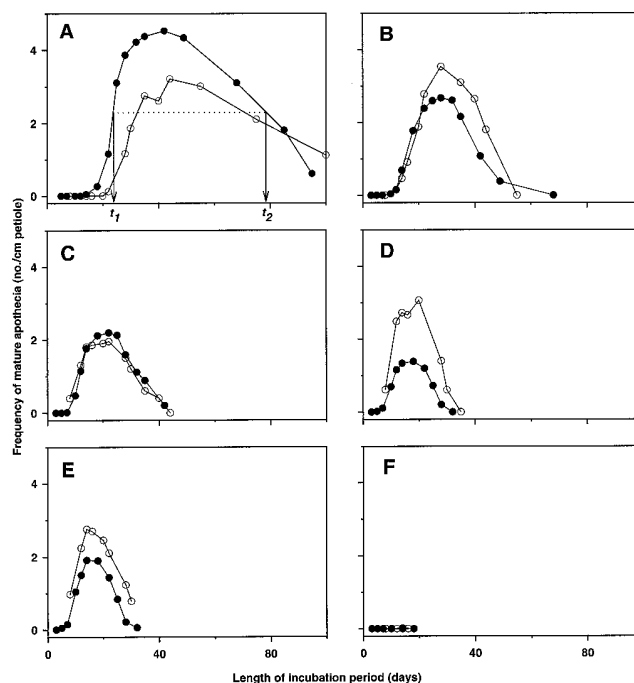 A
B
4
2
0
t1
t2
C
D
4
2
0
E
F
4
2
0
0
40
80
0
40
80
Frequency of mature apothecia (no./cm petiole)
Length of incubation period (days)